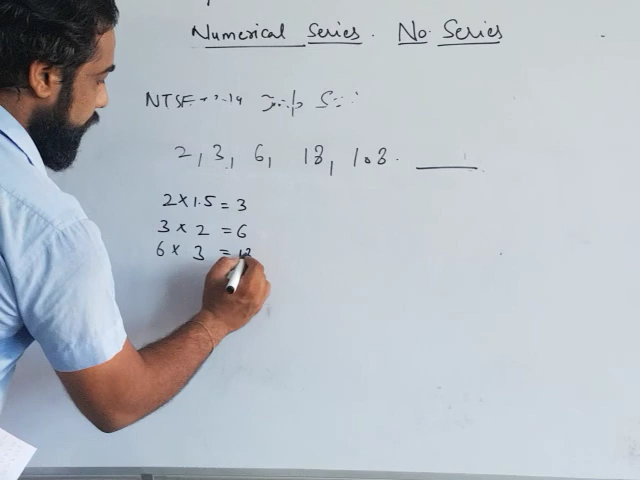 Numerical Series. No. Series
NTSE
2, 3, 6, 18, 108.
2 × 1.5 = 3
3 × 2 = 6
6 × 3 =